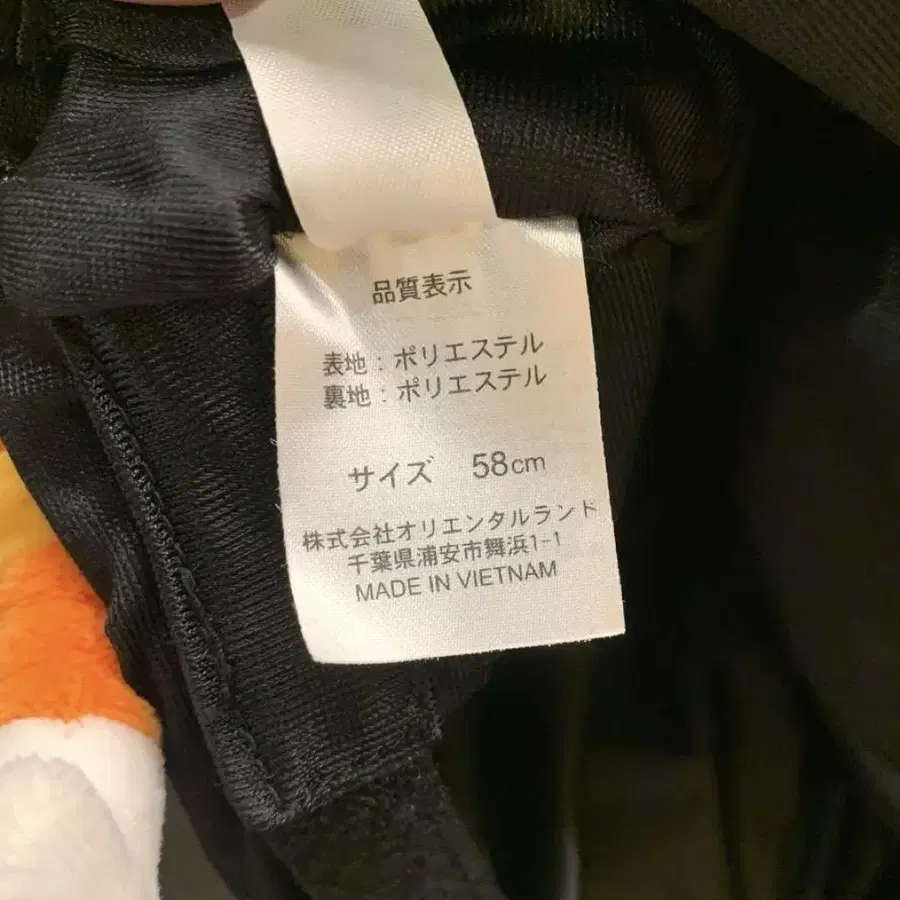 品質表示
表地：ポリエステル
裏地：ポリエステル
サイズ 58cm
株式会社オリエンタルランド
千葉県浦安市舞浜1-1
MADE IN VIETNAM